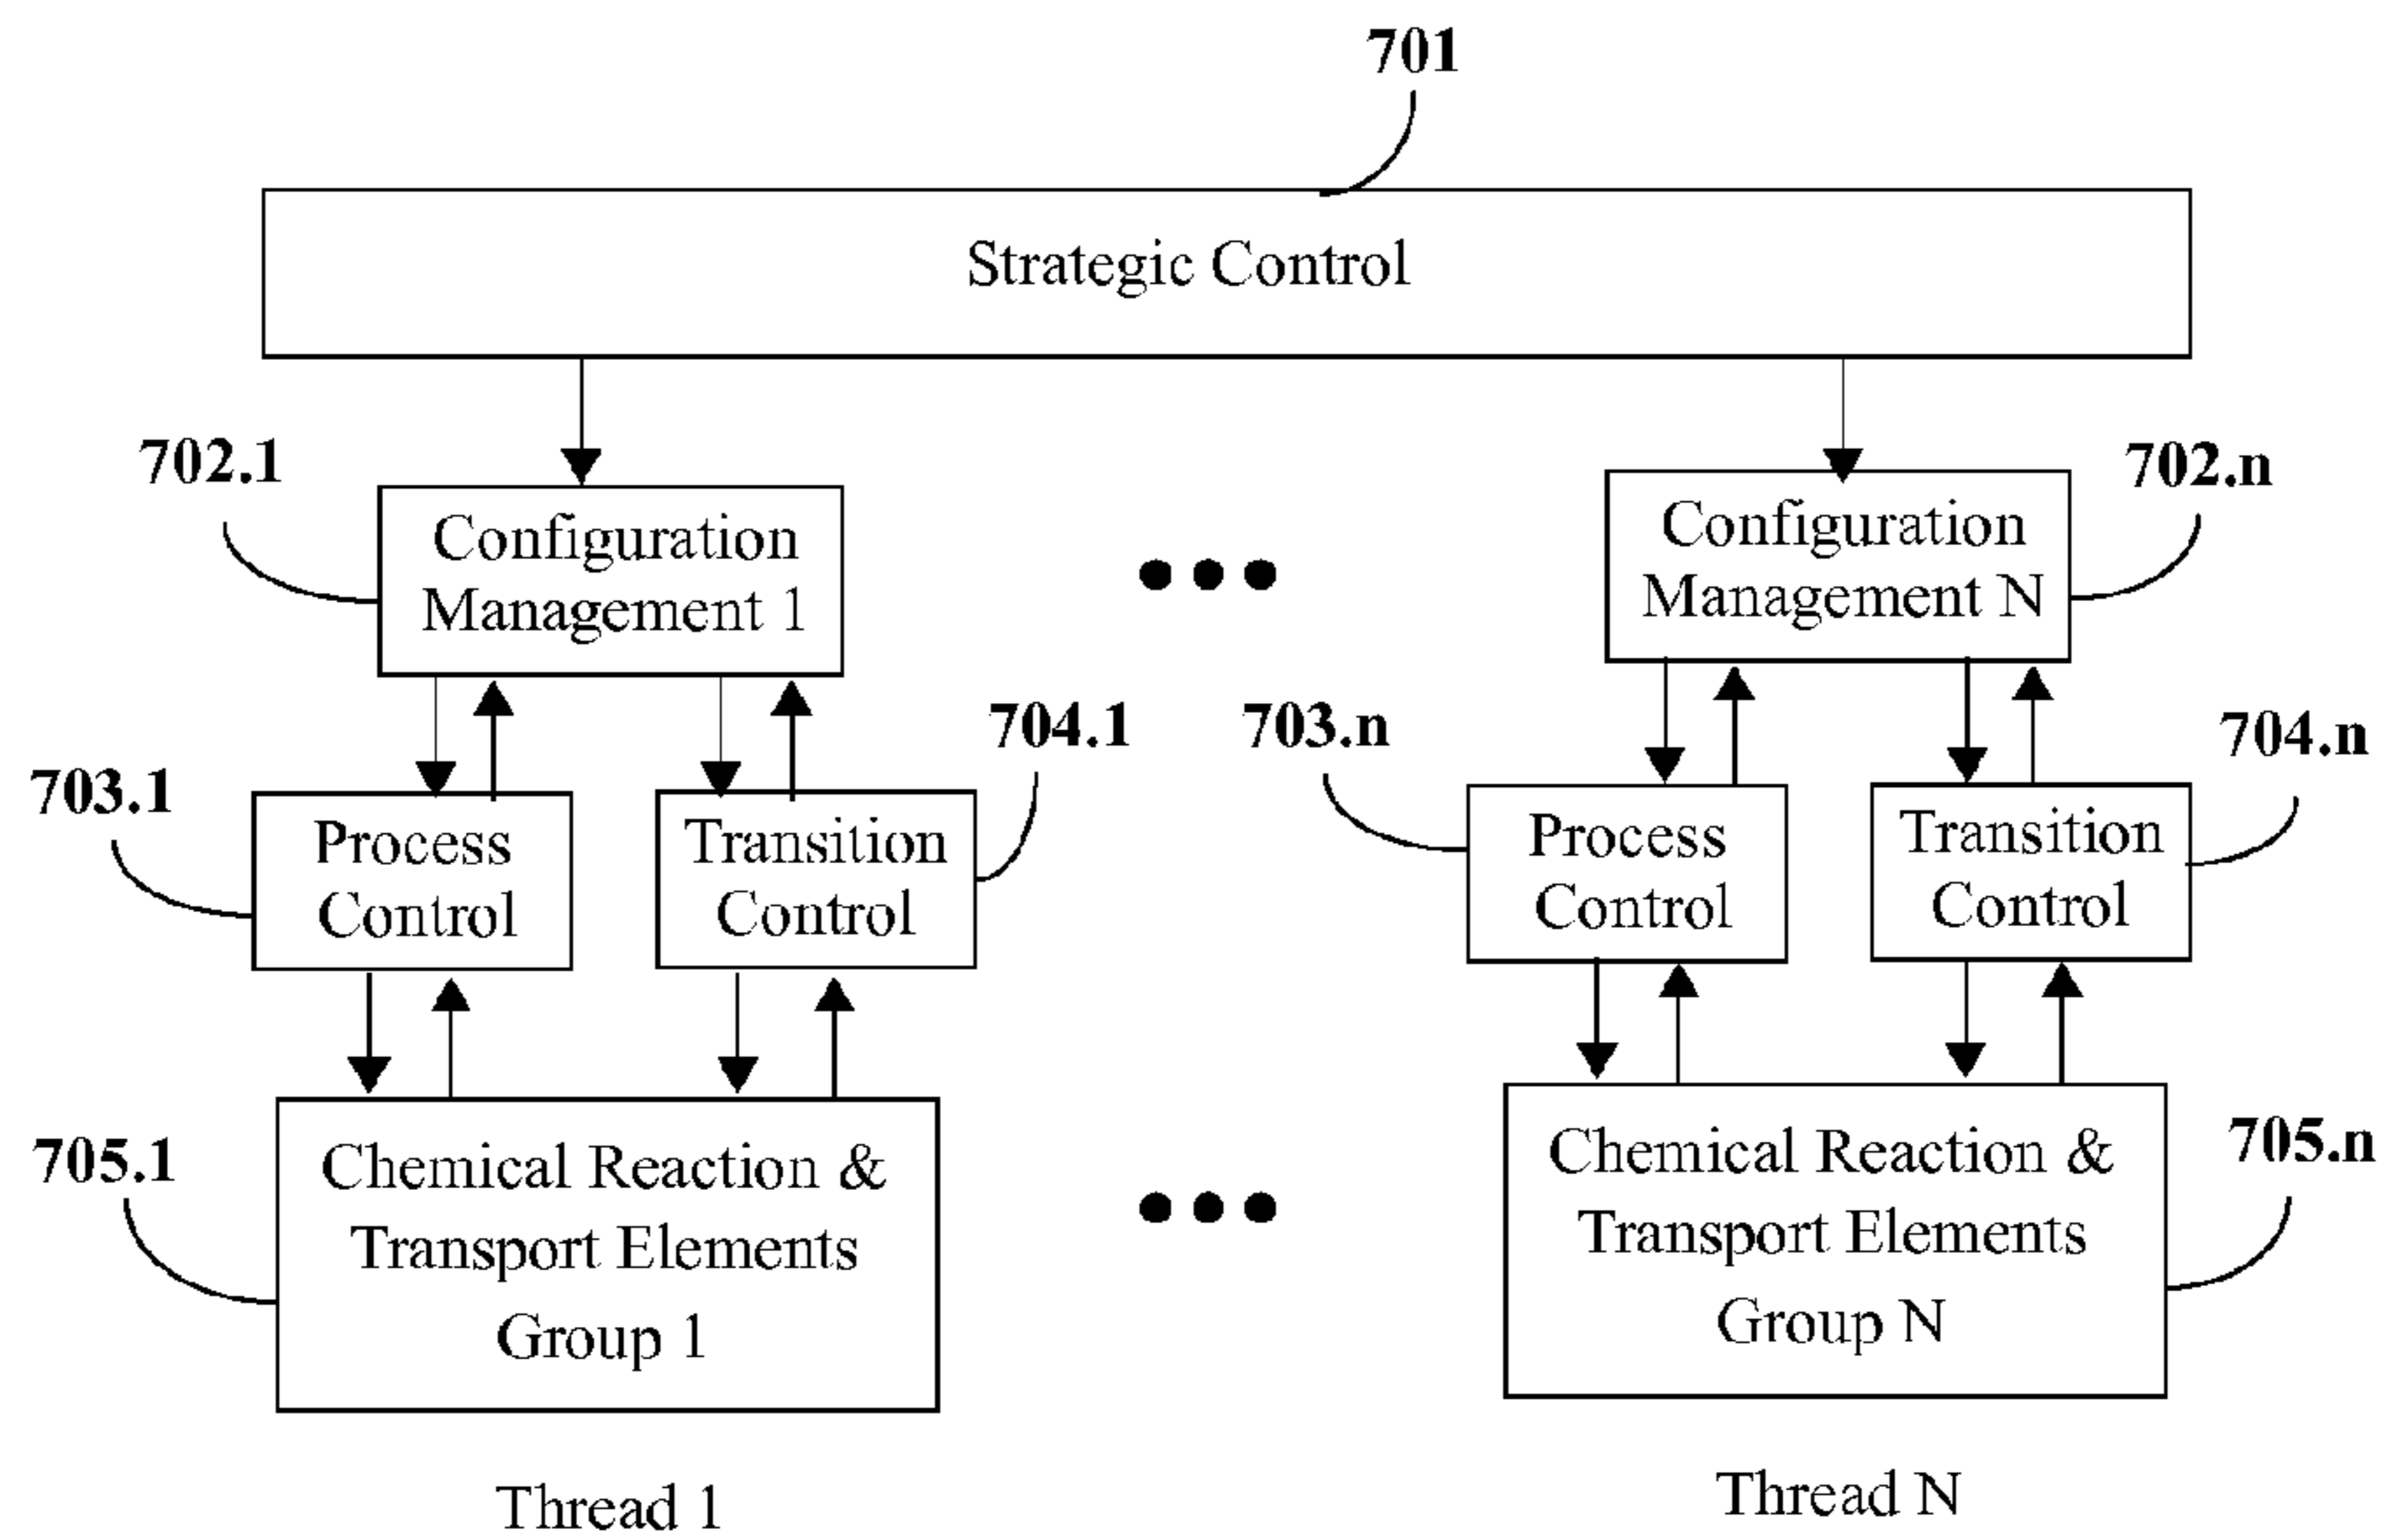 701
Strategic Control
702.1
Configuration
Management 1
702.n
Configuration
Management N
703.1
Process
Control
704.1
Transition
Control
703.n
Process
Control
704.n
Transition
Control
705.1
Chemical Reaction &
Transport Elements
Group 1
705.n
Chemical Reaction &
Transport Elements
Group N
Thread 1
Thread N